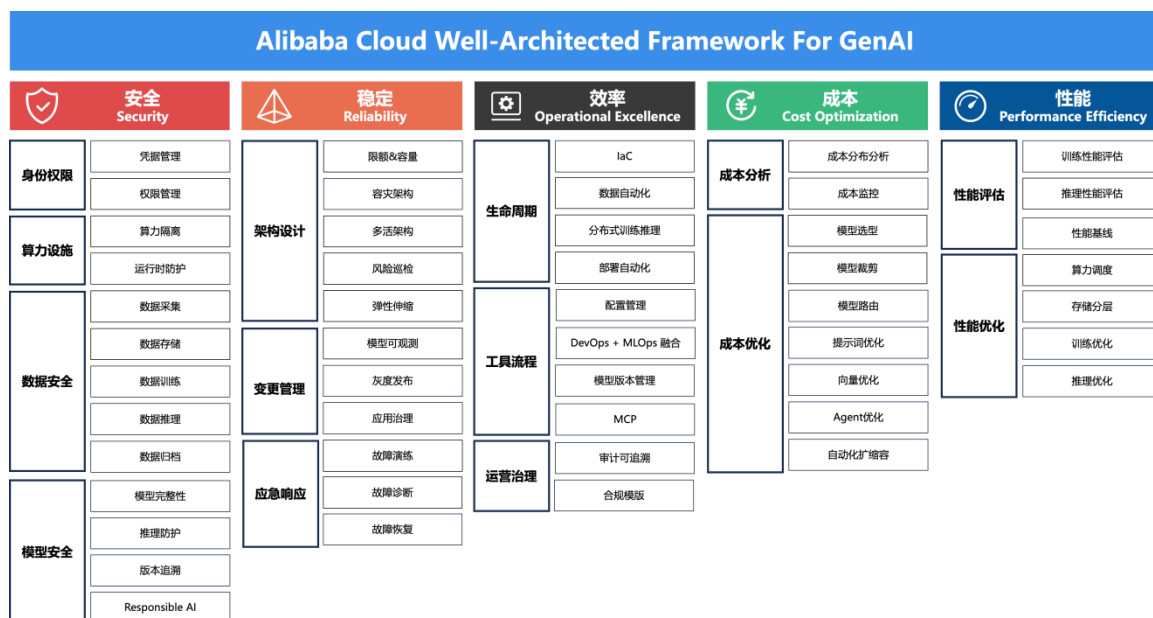 Alibaba Cloud Well-Architected Framework For GenAI
安全
Security
身份权限
凭据管理
权限管理
算力设施
算力隔离
运行时防护
数据安全
数据采集
数据存储
数据训练
数据推理
数据归档
模型安全
模型完整性
推理防护
版本追溯
Responsible AI
稳定
Reliability
架构设计
限额&容量
容灾架构
多活架构
风险巡检
弹性伸缩
变更管理
模型可观测
灰度发布
应用治理
应急响应
故障演练
故障诊断
故障恢复
效率
Operational Excellence
生命周期
IaC
数据自动化
分布式训练推理
部署自动化
工具流程
配置管理
DevOps + MLOps 融合
模型版本管理
MCP
运营治理
审计可追溯
合规模版
成本
Cost Optimization
成本分析
成本分布分析
成本监控
成本优化
模型选型
模型裁剪
模型路由
提示词优化
向量优化
Agent优化
自动化扩缩容
性能
Performance Efficiency
性能评估
训练性能评估
推理性能评估
性能基线
性能优化
算力调度
存储分层
训练优化
推理优化